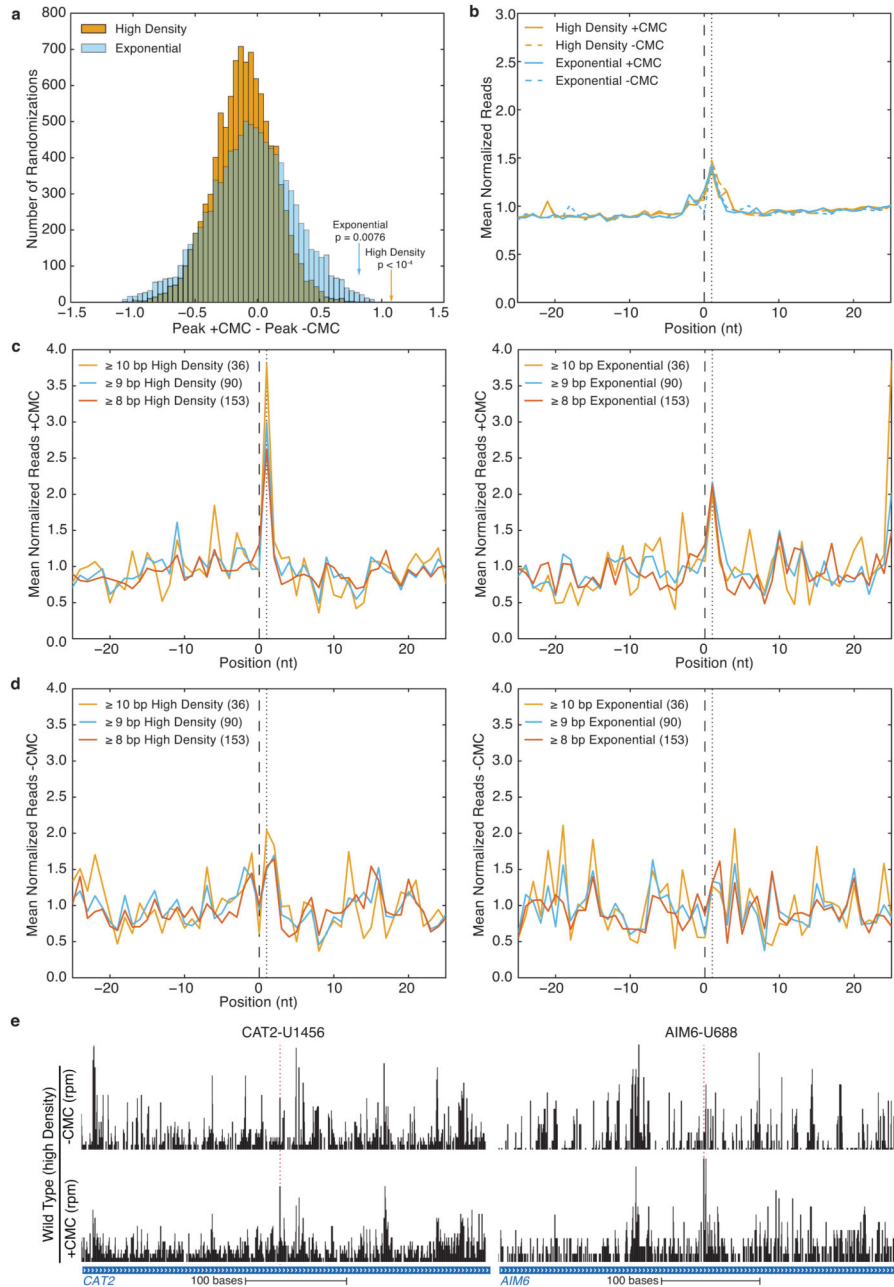 a
800
700
600
500
400
300
200
100
0
Number of Randomizations
High Density
Exponential
Exponential
p = 0.0076
High Density
p < 10⁻⁴
−1.5 −1.0 −0.5 0.0 0.5 1.0 1.5
Peak +CMC - Peak -CMC
b
3.0
2.5
2.0
1.5
1.0
0.5
0.0
Mean Normalized Reads
High Density +CMC
High Density -CMC
Exponential +CMC
Exponential -CMC
−20 −10 0 10 20
Position (nt)
c
4.0
3.5
3.0
2.5
2.0
1.5
1.0
0.5
0.0
Mean Normalized Reads +CMC
≥ 10 bp High Density (36)
≥ 9 bp High Density (90)
≥ 8 bp High Density (153)
−20 −10 0 10 20
Position (nt)
4.0
3.5
3.0
2.5
2.0
1.5
1.0
0.5
0.0
Mean Normalized Reads +CMC
≥ 10 bp Exponential (36)
≥ 9 bp Exponential (90)
≥ 8 bp Exponential (153)
−20 −10 0 10 20
Position (nt)
d
4.0
3.5
3.0
2.5
2.0
1.5
1.0
0.5
0.0
Mean Normalized Reads -CMC
≥ 10 bp High Density (36)
≥ 9 bp High Density (90)
≥ 8 bp High Density (153)
−20 −10 0 10 20
Position (nt)
4.0
3.5
3.0
2.5
2.0
1.5
1.0
0.5
0.0
Mean Normalized Reads -CMC
≥ 10 bp Exponential (36)
≥ 9 bp Exponential (90)
≥ 8 bp Exponential (153)
−20 −10 0 10 20
Position (nt)
e
CAT2-U1456
AIM6-U688
Wild Type (high Density)
-CMC (rpm)
+CMC (rpm)
CAT2
100 bases
AIM6
100 bases